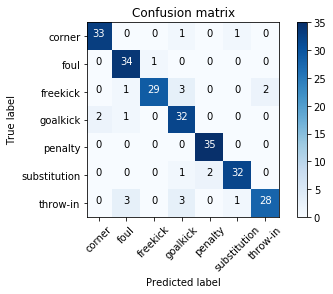 Confusion matrix
True label
corner 33 0 0 1 0 1 0
foul 0 34 1 0 0 0 0
freekick 0 1 29 3 0 0 2
goalkick 2 1 0 32 0 0 0
penalty 0 0 0 0 35 0 0
substitution 0 0 0 1 2 32 0
throw-in 0 3 0 3 0 1 28
corner foul freekick goalkick penalty substitution throw-in
Predicted label
35
30
25
20
15
10
5
0